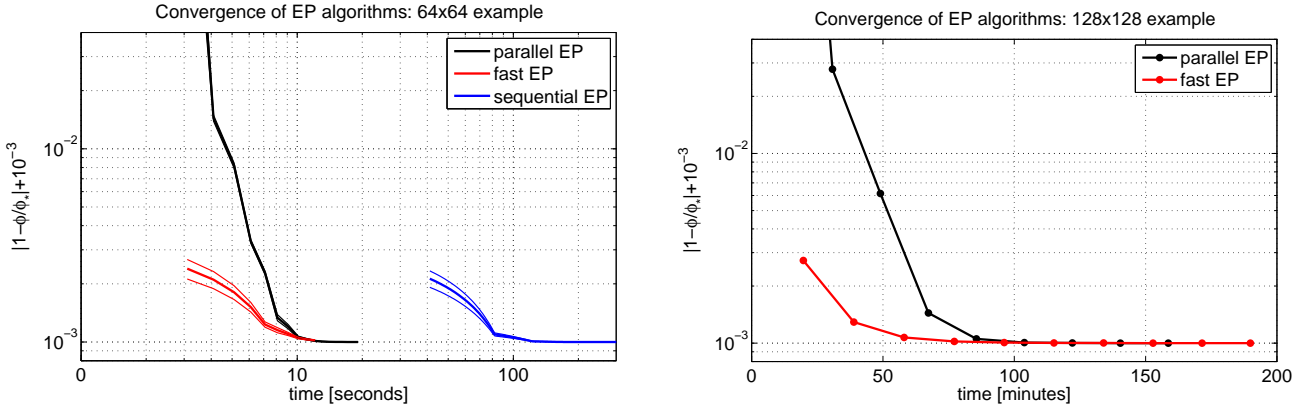 Convergence of EP algorithms: 64x64 example
parallel EP
fast EP
sequential EP
10⁻²
10⁻³
|1−ϕ/ϕ*|+10⁻³
0
10
100
time [seconds]
Convergence of EP algorithms: 128x128 example
parallel EP
fast EP
10⁻²
10⁻³
|1−ϕ/ϕ*|+10⁻³
0
50
100
150
200
time [minutes]